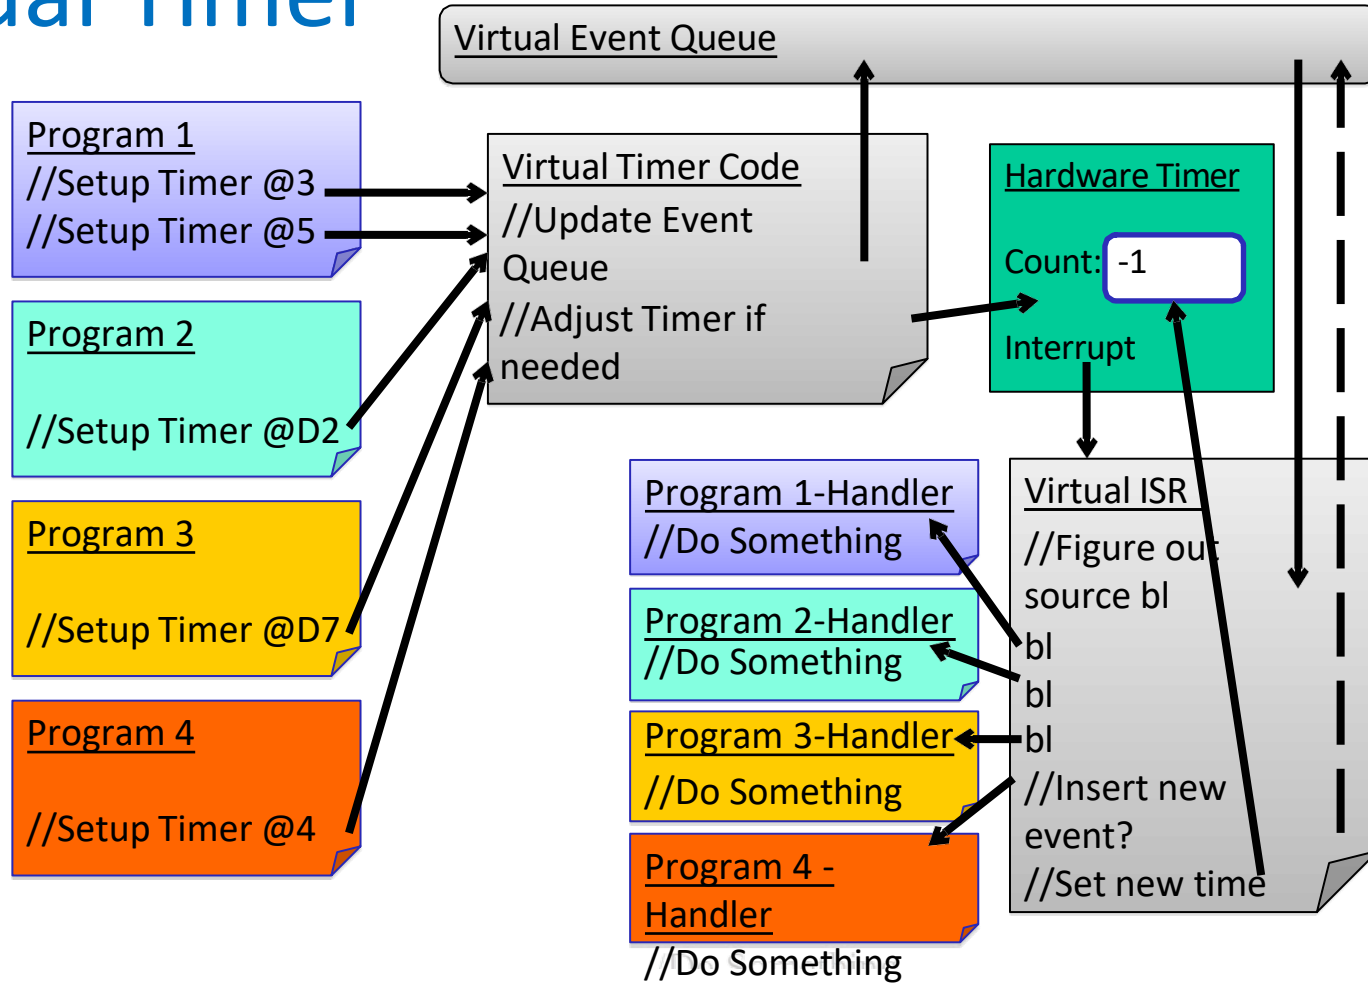 ual Timer
Virtual Event Queue
Program 1
//Setup Timer @3
//Setup Timer @5
Program 2
//Setup Timer @D2
Program 3
//Setup Timer @D7
Program 4
//Setup Timer @4
Virtual Timer Code
//Update Event
Queue
//Adjust Timer if
needed
Hardware Timer
Count: -1
Interrupt
Program 1-Handler
//Do Something
Program 2-Handler
//Do Something
Program 3-Handler
//Do Something
Program 4 -
Handler
//Do Something
Virtual ISR
//Figure out
source bl
bl
bl
bl
//Insert new
event?
//Set new time